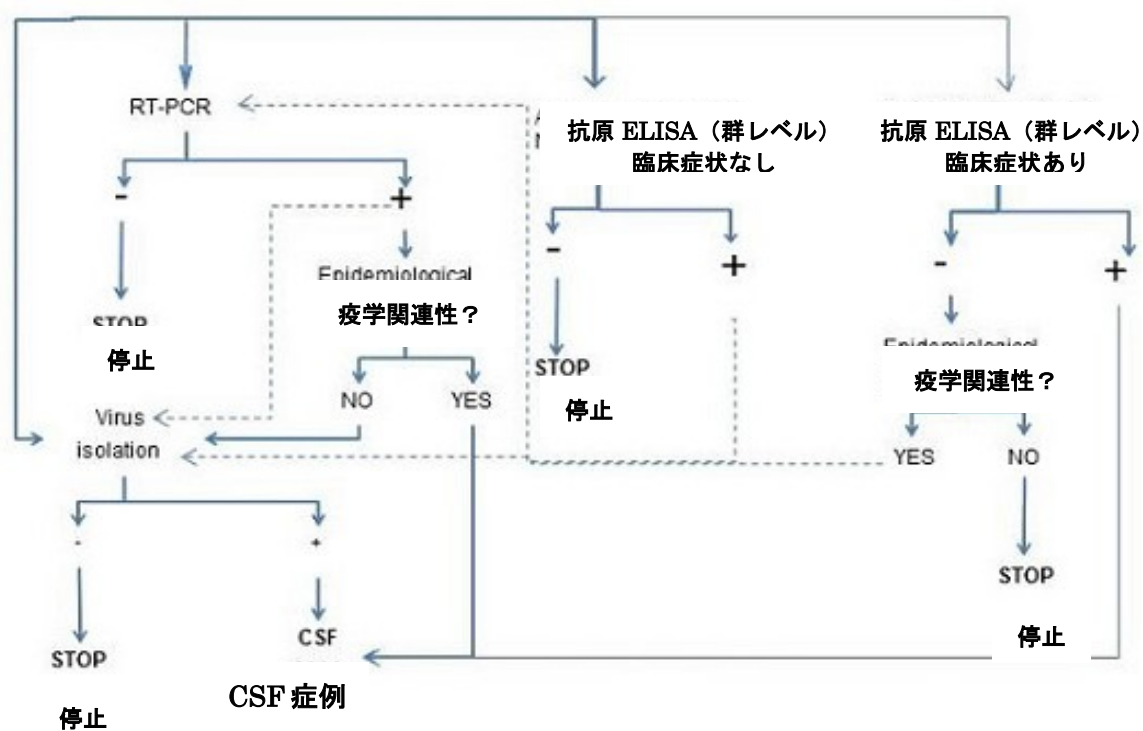 RT-PCR
-
+
STOP
停止
Epidemiological
疫学関連性？
NO
YES
Virus
isolation
-
+
STOP
停止
CSF
CSF 症例
抗原 ELISA（群レベル）
臨床症状なし
-
+
STOP
停止
抗原 ELISA（群レベル）
臨床症状あり
-
+
Epidemiological
疫学関連性？
YES
NO
STOP
停止